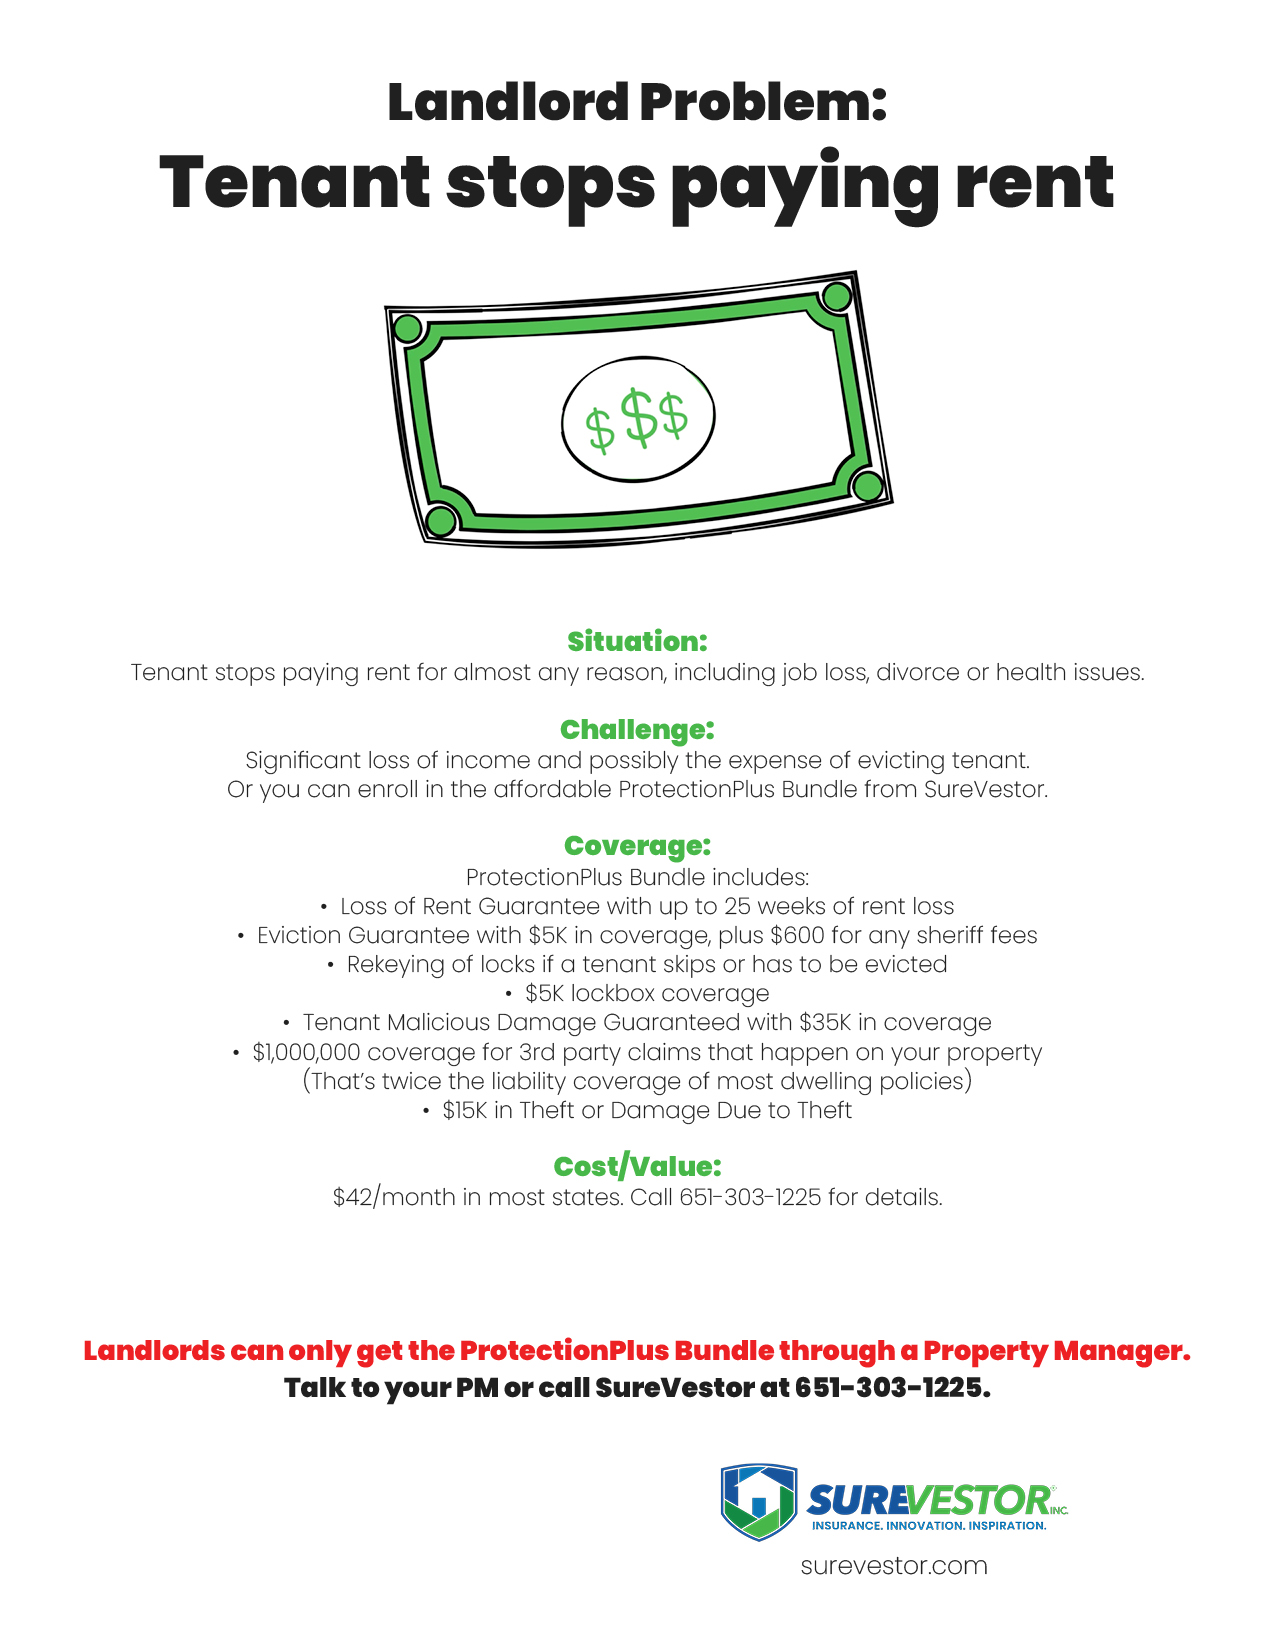 Landlord Problem:
Tenant stops paying rent
$ $ $
Situation:
Tenant stops paying rent for almost any reason, including job loss, divorce or health issues.
Challenge:
Significant loss of income and possibly the expense of evicting tenant.
Or you can enroll in the affordable ProtectionPlus Bundle from SureVestor.
Coverage:
ProtectionPlus Bundle includes:
• Loss of Rent Guarantee with up to 25 weeks of rent loss
• Eviction Guarantee with $5K in coverage, plus $600 for any sheriff fees
• Rekeying of locks if a tenant skips or has to be evicted
• $5K lockbox coverage
• Tenant Malicious Damage Guaranteed with $35K in coverage
• $1,000,000 coverage for 3rd party claims that happen on your property
(That's twice the liability coverage of most dwelling policies)
• $15K in Theft or Damage Due to Theft
Cost/Value:
$42/month in most states. Call 651-303-1225 for details.
Landlords can only get the ProtectionPlus Bundle through a Property Manager.
Talk to your PM or call SureVestor at 651-303-1225.
SUREVESTOR® INC.
INSURANCE. INNOVATION. INSPIRATION.
surevestor.com